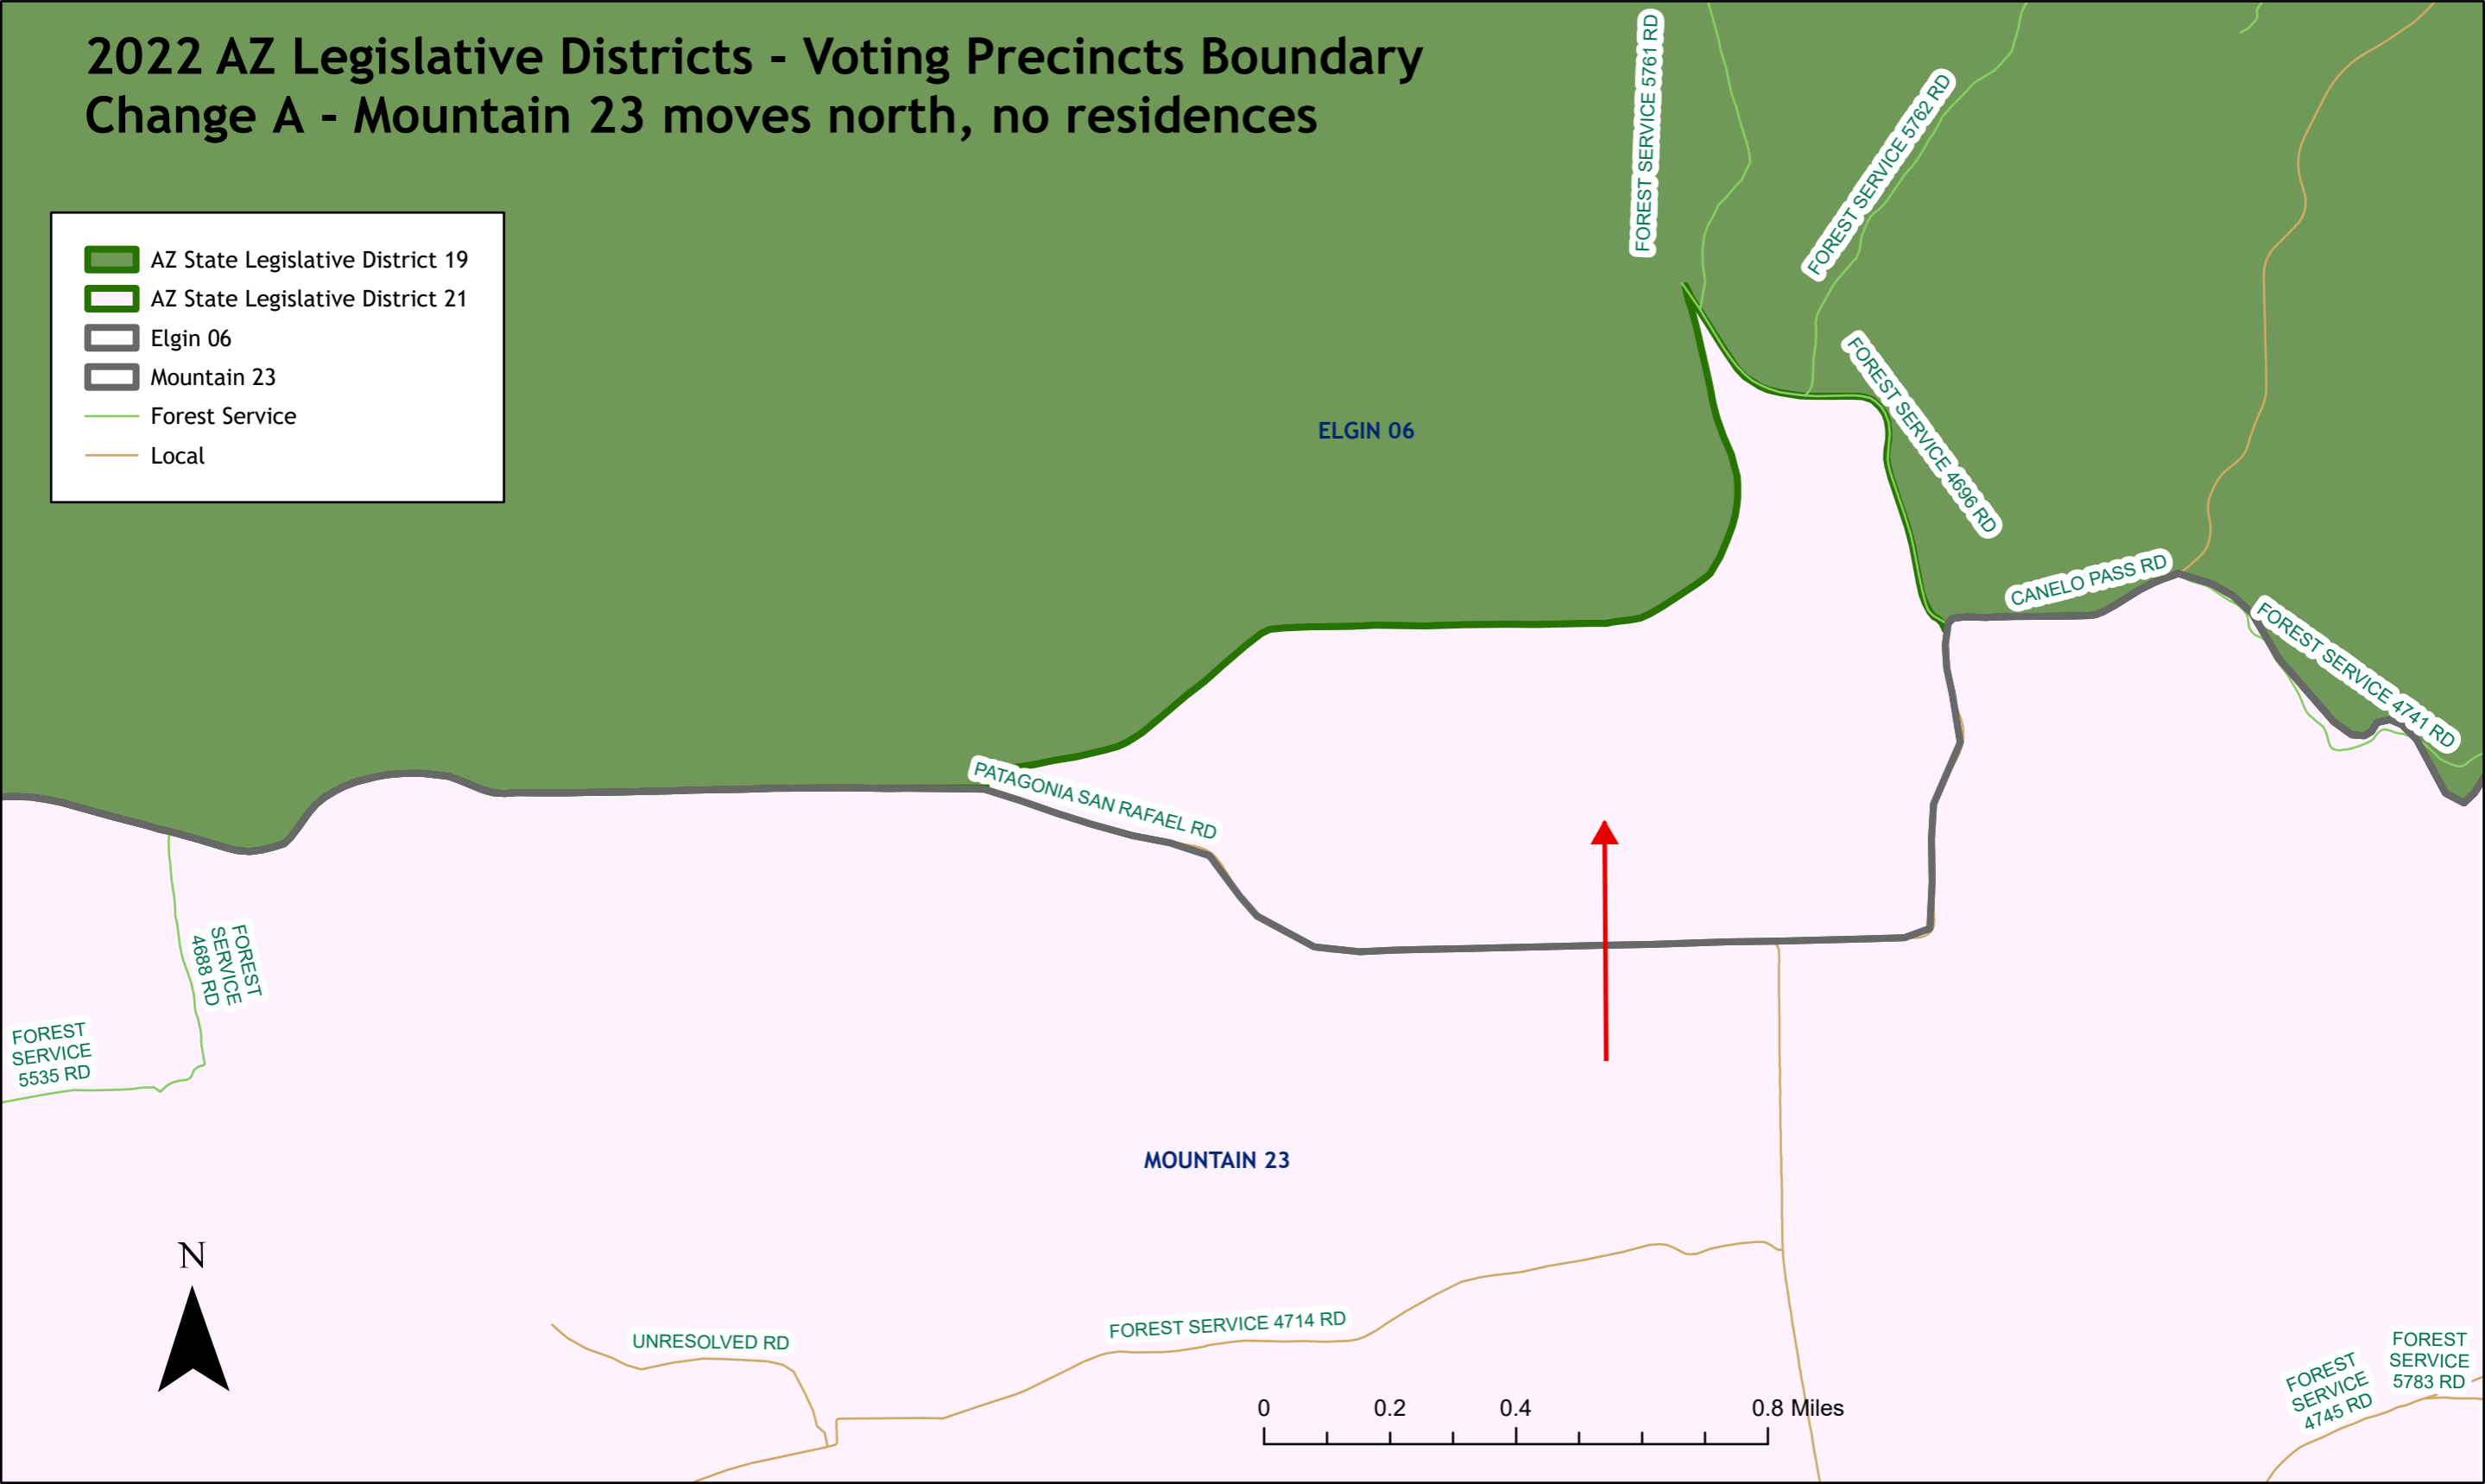 2022 AZ Legislative Districts - Voting Precincts Boundary
Change A - Mountain 23 moves north, no residences
AZ State Legislative District 19
AZ State Legislative District 21
Elgin 06
Mountain 23
Forest Service
Local
FOREST SERVICE 5761 RD
FOREST SERVICE 5762 RD
FOREST SERVICE 4696 RD
ELGIN 06
CANELO PASS RD
FOREST SERVICE 4741 RD
PATAGONIA SAN RAFAEL RD
FOREST
SERVICE
4688 RD
FOREST
SERVICE
5535 RD
MOUNTAIN 23
N
UNRESOLVED RD
FOREST SERVICE 4714 RD
FOREST
SERVICE
4745 RD
FOREST
SERVICE
5783 RD
0 0.2 0.4 0.8 Miles